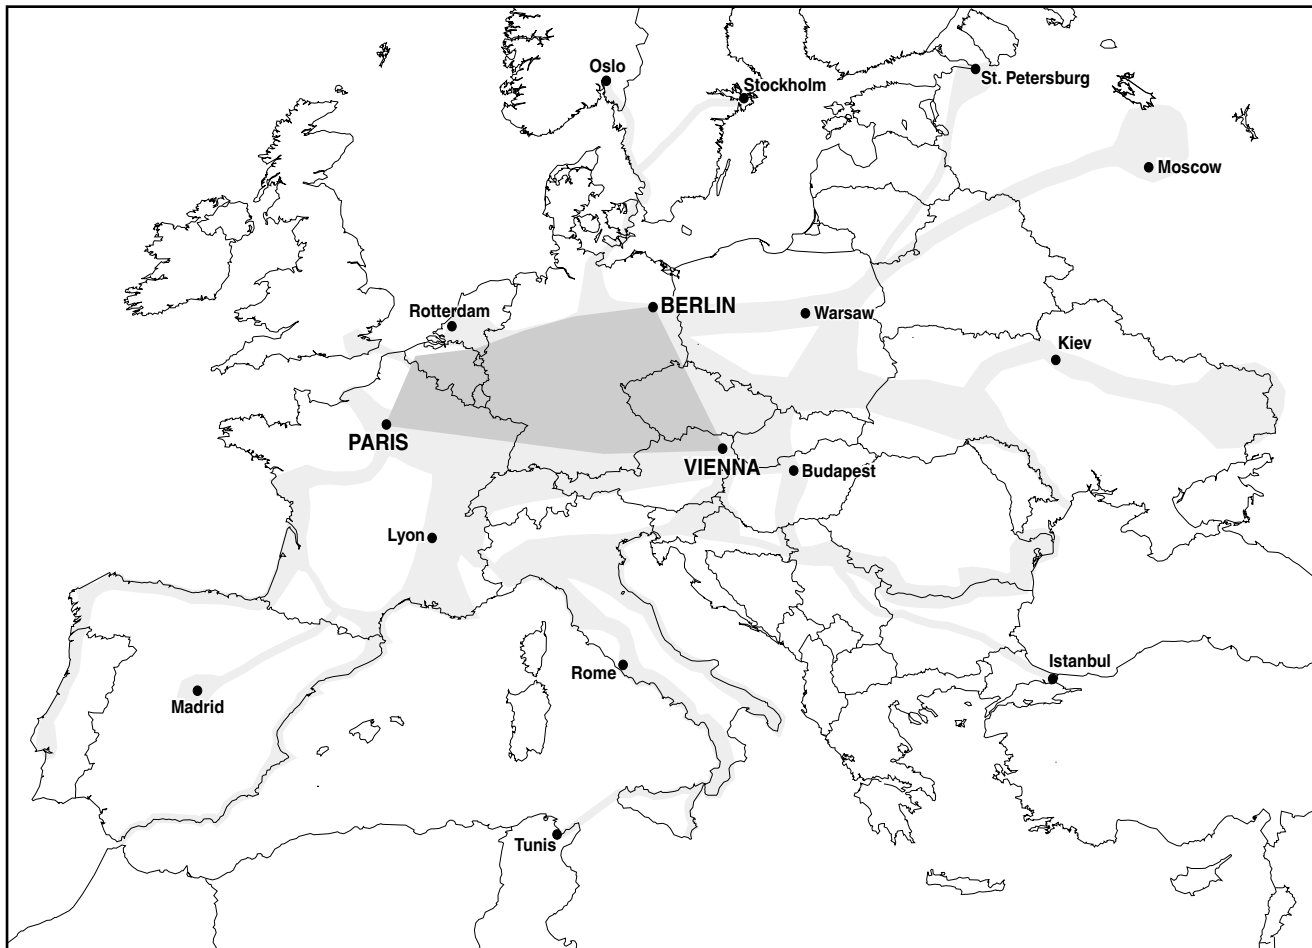 Oslo
Stockholm
St. Petersburg
Moscow
Rotterdam
BERLIN
Warsaw
Kiev
PARIS
VIENNA
Budapest
Lyon
Rome
Istanbul
Madrid
Tunis